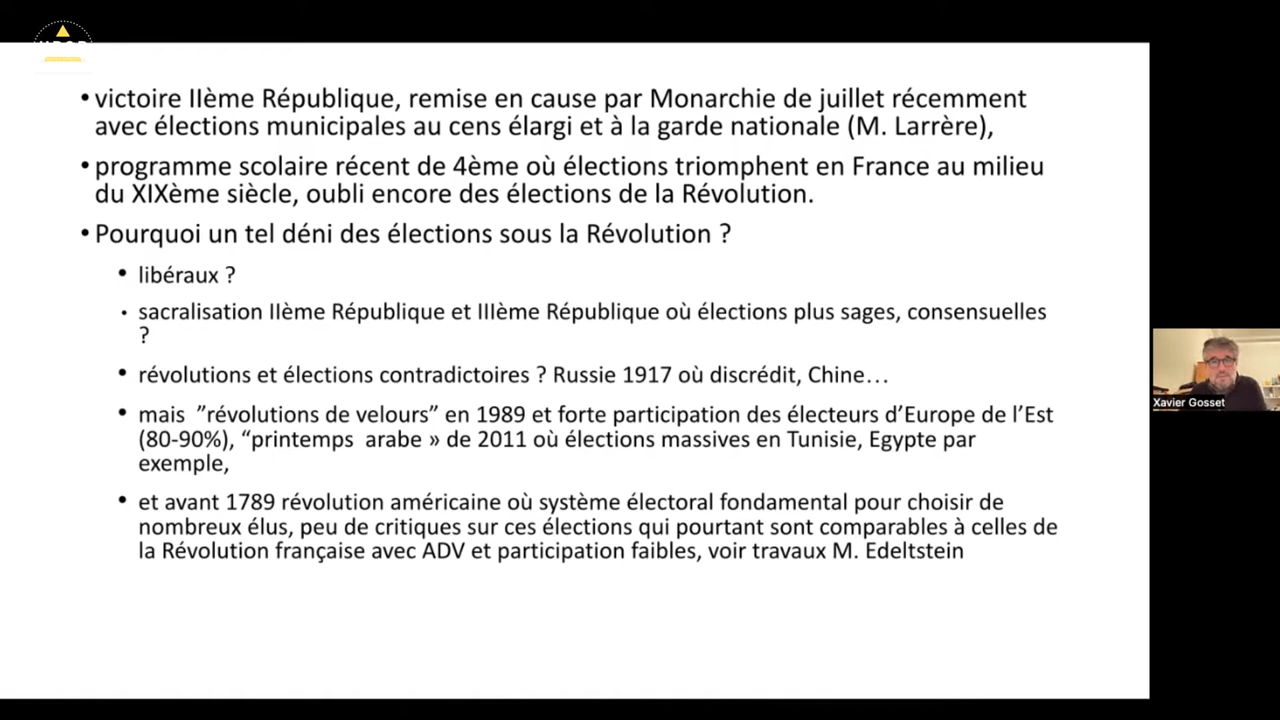 •victoire IIème République, remise en cause par Monarchie de juillet récemment
avec élections municipales au cens élargi et à la garde nationale (M. Larrère),
•programme scolaire récent de 4ème où élections triomphent en France au milieu
du XIXème siècle, oubli encore des élections de la Révolution.
•Pourquoi un tel déni des élections sous la Révolution ?
• libéraux ?
• sacralisation IIème République et IIIème République où élections plus sages, consensuelles
?
• révolutions et élections contradictoires ? Russie 1917 où discrédit, Chine…
• mais ”révolutions de velours” en 1989 et forte participation des électeurs d’Europe de l’Est
(80-90%), “printemps arabe » de 2011 où élections massives en Tunisie, Egypte par
exemple,
• et avant 1789 révolution américaine où système électoral fondamental pour choisir de
nombreux élus, peu de critiques sur ces élections qui pourtant sont comparables à celles de
la Révolution française avec ADV et participation faibles, voir travaux M. Edeltstein
Xavier Gosset